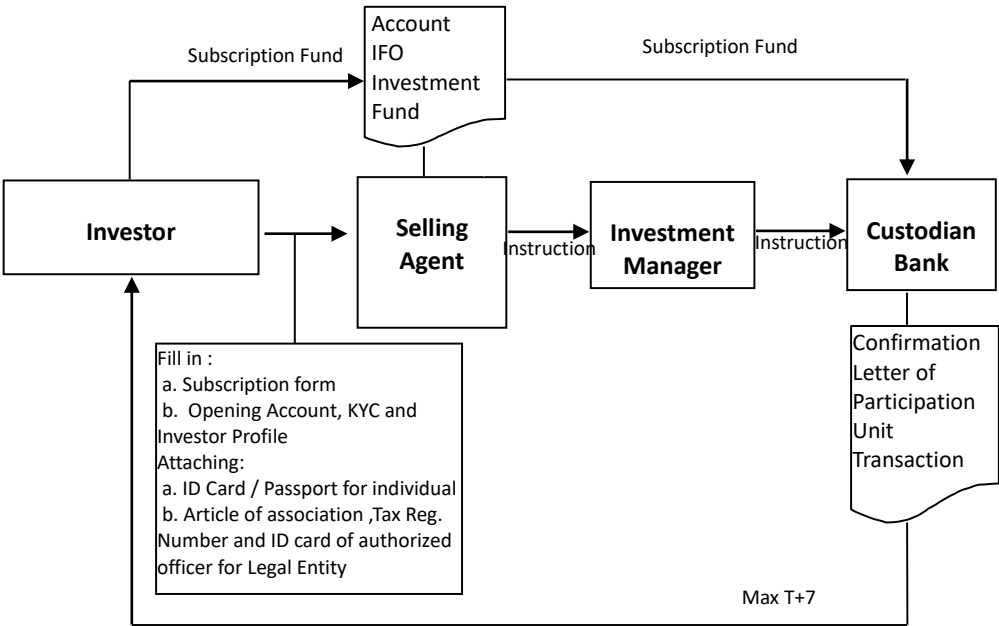 Account
IFO
Investment
Fund
Subscription Fund
Subscription Fund
Investor
Selling
Agent
Instruction
Investment
Manager
Instruction
Custodian
Bank
Fill in :
a. Subscription form
b. Opening Account, KYC and
Investor Profile
Attaching:
a. ID Card / Passport for individual
b. Article of association ,Tax Reg.
Number and ID card of authorized
officer for Legal Entity
Confirmation
Letter of
Participation
Unit
Transaction
Max T+7